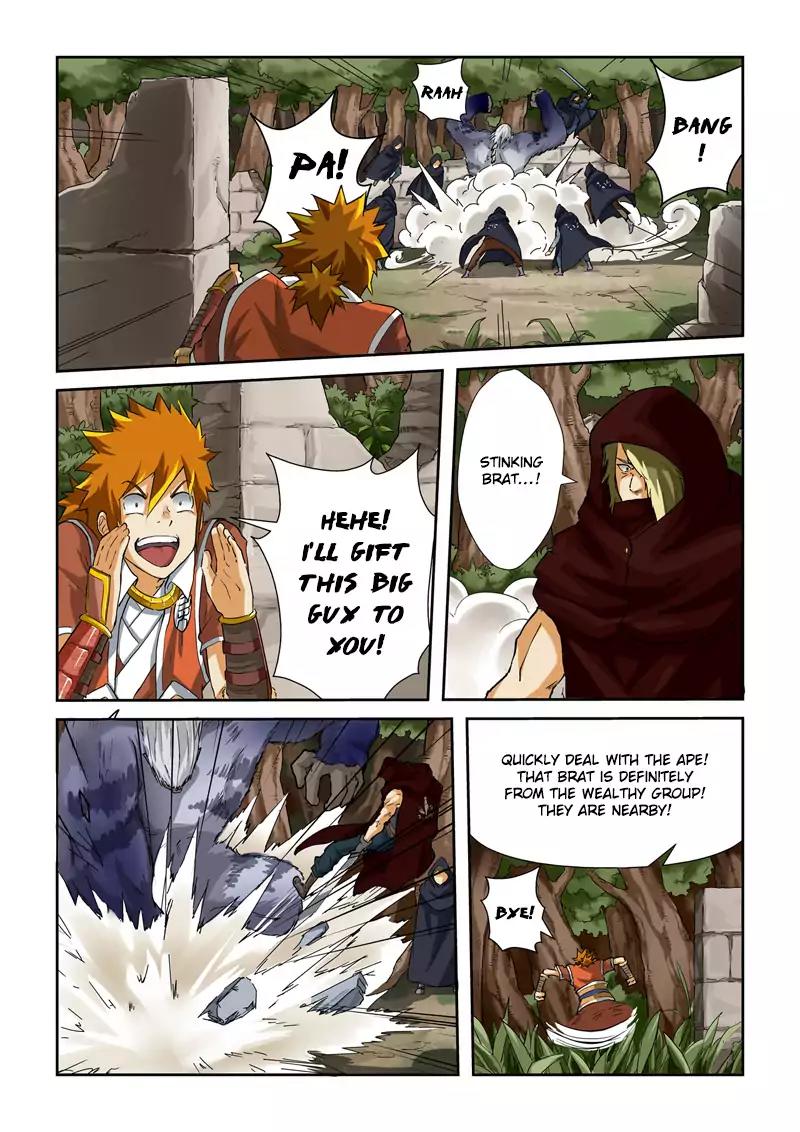 RAAH
PA!
BANG
!
HEHE!
I'LL GIFT
THIS BIG
GUX TO
YOU!
STINKING
BRAT...!
QUICKLY DEAL WITH THE APE!
THAT BRAT IS DEFINITELY
FROM THE WEALTHY GROUP!
THEY ARE NEARBY!
BYE!